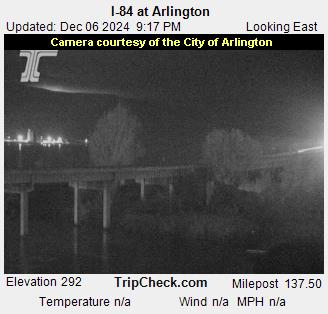 I-84 at Arlington
Updated: Dec 06 2024 9:17 PM Looking East
Camera courtesy of the City of Arlington
Elevation 292 TripCheck.com Milepost 137.50
Temperature n/a Wind n/a MPH n/a